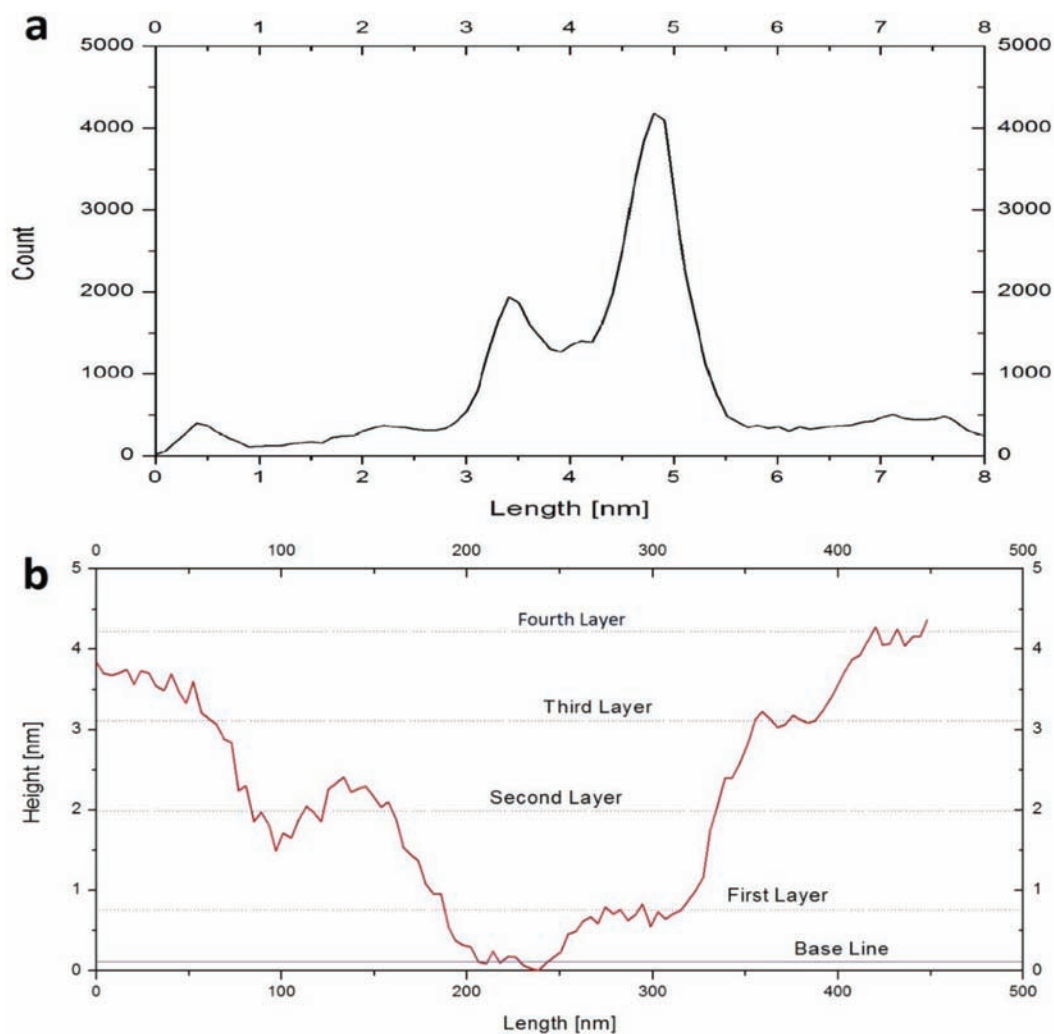 a
0 1 2 3 4 5 6 7 8
5000 5000
4000 4000
3000 3000
2000 2000
1000 1000
0 0
0 1 2 3 4 5 6 7 8
Count
Length [nm]
b
0 100 200 300 400 500
5 5
Fourth Layer
4 4
Third Layer
3 3
Second Layer
2 2
First Layer
1 1
Base Line
0 0
0 100 200 300 400 500
Height [nm]
Length [nm]